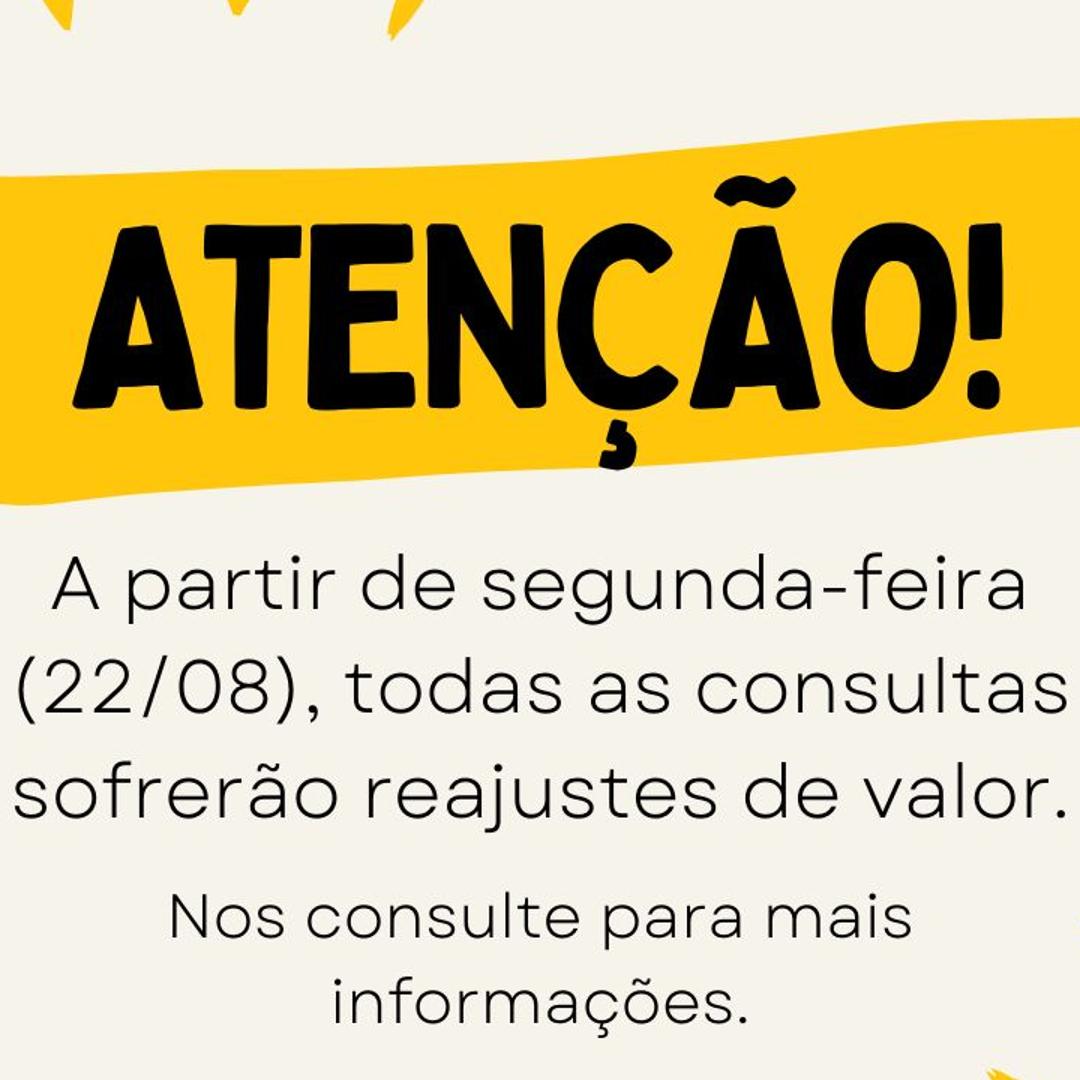 ATENÇÃO!
A partir de segunda-feira
(22/08), todas as consultas
sofrerão reajustes de valor.
Nos consulte para mais
informações.